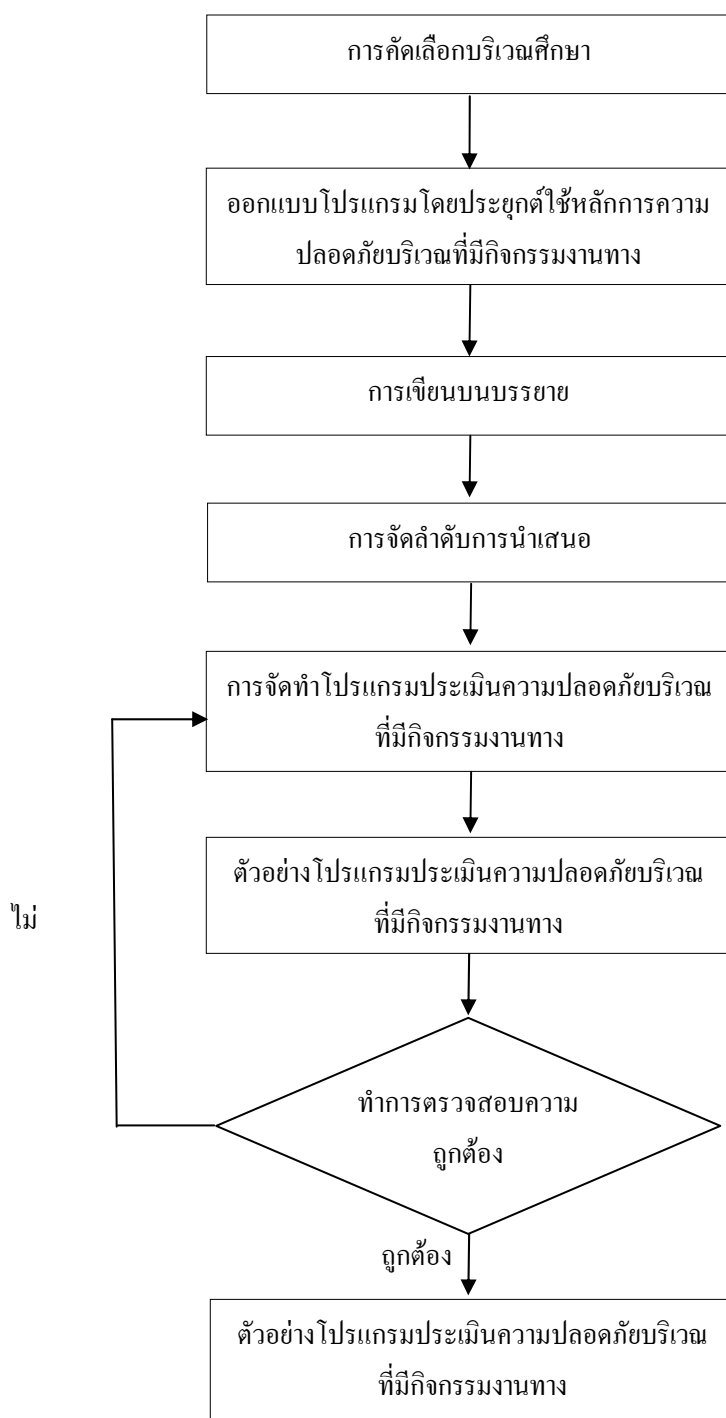 การคัดเลือกบริเวณศึกษา
ออกแบบโปรแกรมโดยประยุกต์ใช้หลักการความ
ปลอดภัยบริเวณที่มีกิจกรรมงานทาง
การเขียนบนบรรยาย
การจัดลำดับการนำเสนอ
การจัดทำโปรแกรมประเมินความปลอดภัยบริเวณ
ที่มีกิจกรรมงานทาง
ตัวอย่างโปรแกรมประเมินความปลอดภัยบริเวณ
ที่มีกิจกรรมงานทาง
ไม่
ทำการตรวจสอบความ
ถูกต้อง
ถูกต้อง
ตัวอย่างโปรแกรมประเมินความปลอดภัยบริเวณ
ที่มีกิจกรรมงานทาง